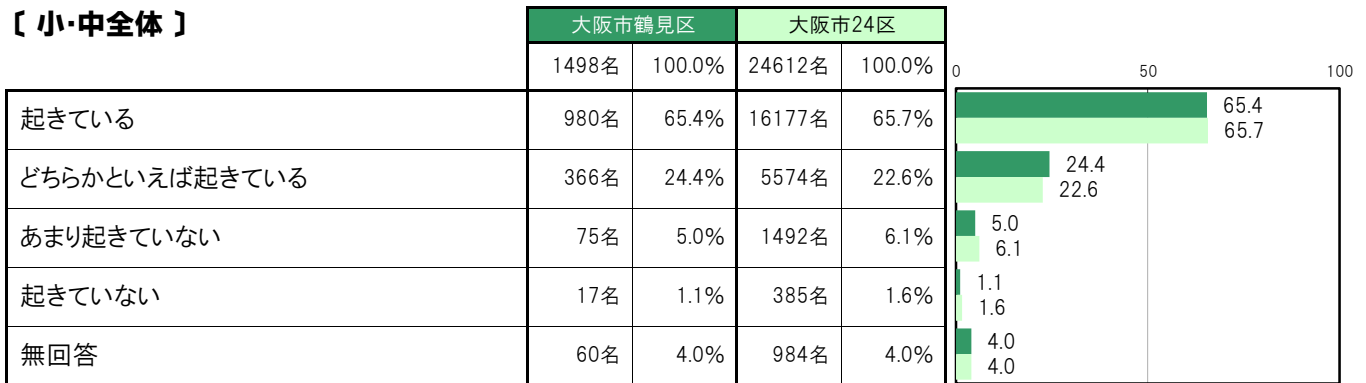 〔 小・中全体 〕
大阪市鶴見区 大阪市24区
1498名 100.0% 24612名 100.0%
0 50 100
起きている 980名 65.4% 16177名 65.7%
65.4
65.7
どちらかといえば起きている 366名 24.4% 5574名 22.6%
24.4
22.6
あまり起きていない 75名 5.0% 1492名 6.1%
5.0
6.1
起きていない 17名 1.1% 385名 1.6%
1.1
1.6
無回答 60名 4.0% 984名 4.0%
4.0
4.0